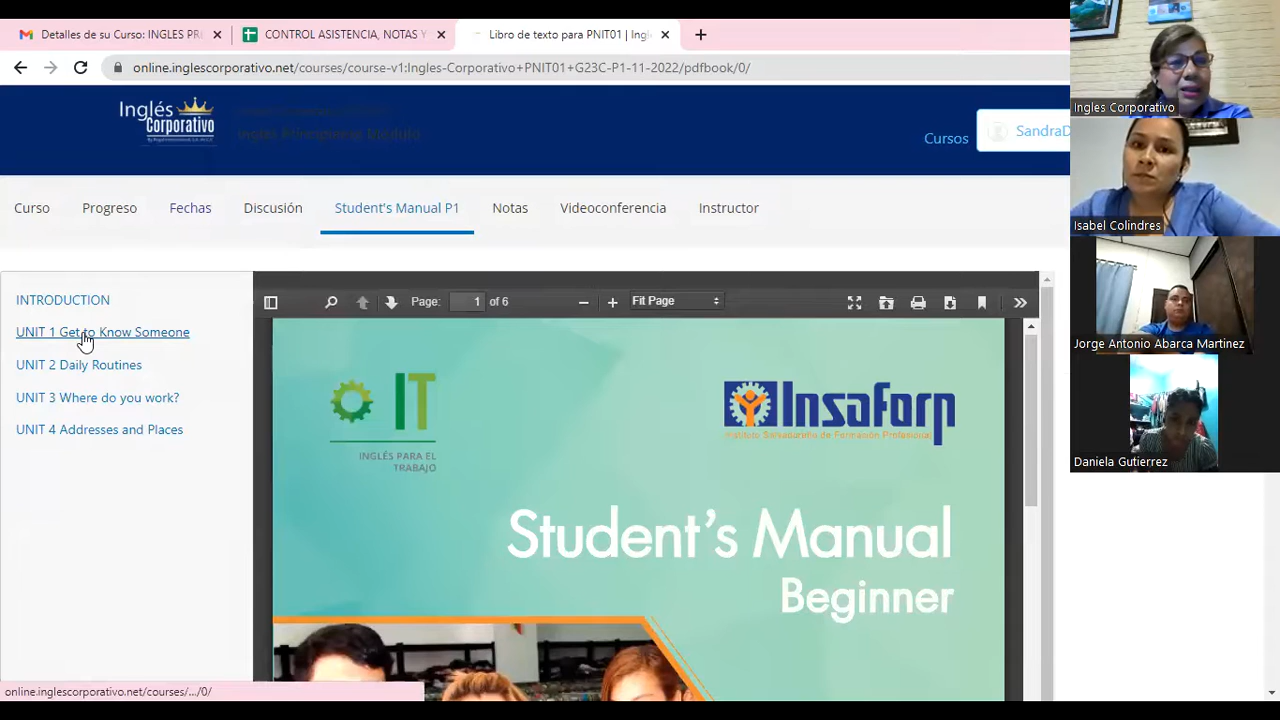 Detalles de su Curso: INGLES PR
CONTROL ASISTENCIA, NOTAS Y
Libro de texto para PNIT01 | Ingl
online.inglescorporativo.net/courses/course-v1:Ingles-Corporativo+PNIT01+G23C-P1-11-2022/pdfbook/0/
Inglés
Corporativo
Cursos
SandraD
Curso
Progreso
Fechas
Discusión
Student's Manual P1
Notas
Videoconferencia
Instructor
INTRODUCTION
UNIT 1 Get to Know Someone
UNIT 2 Daily Routines
UNIT 3 Where do you work?
UNIT 4 Addresses and Places
Page: 1 of 6
Fit Page
IT
INGLÉS PARA EL
TRABAJO
Insaforp
Instituto Salvadoreño de Formación Profesional
Student's Manual
Beginner
online.inglescorporativo.net/courses/.../0/
Ingles Corporativo
Isabel Colindres
Jorge Antonio Abarca Martinez
Daniela Gutierrez